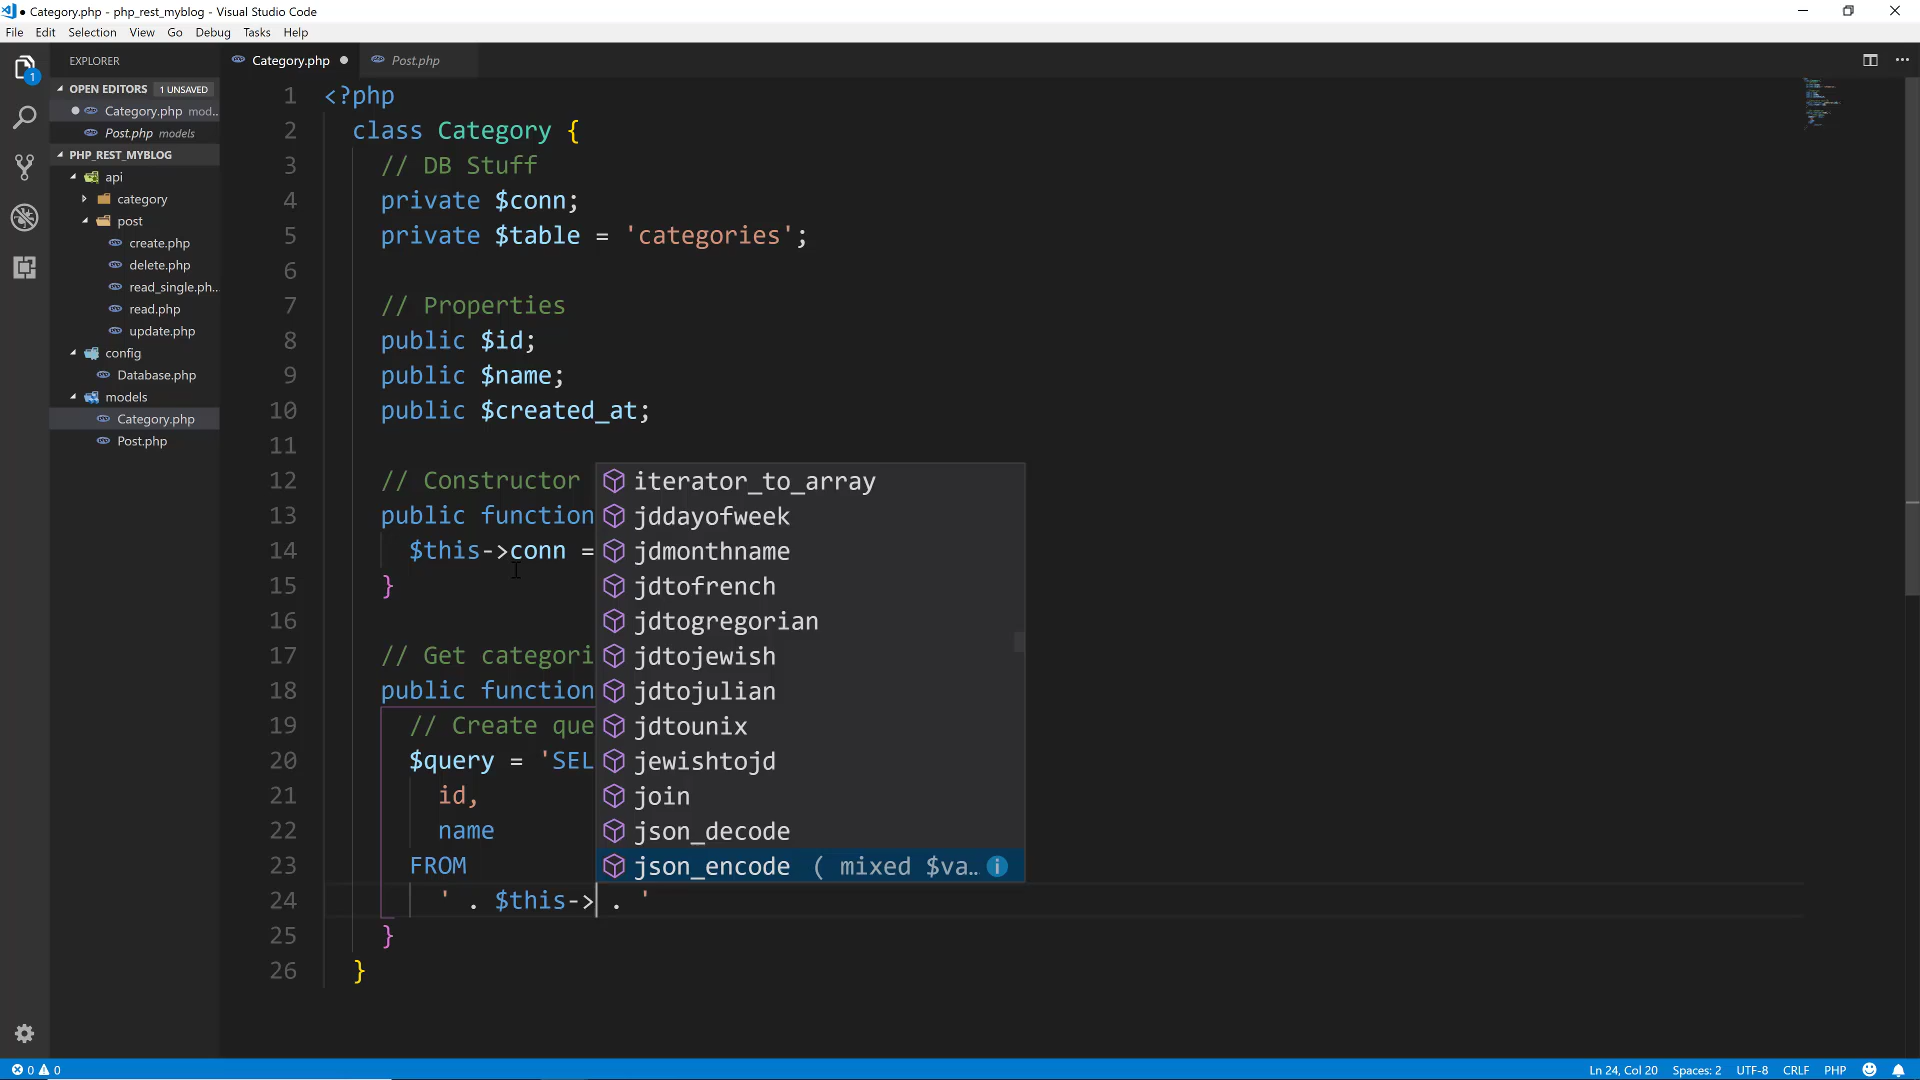 ● Category.php - php_rest_myblog - Visual Studio Code
File Edit Selection View Go Debug Tasks Help
EXPLORER
OPEN EDITORS 1 UNSAVED
Category.php mod...
Post.php models
PHP_REST_MYBLOG
api
category
post
create.php
delete.php
read_single.ph...
read.php
update.php
config
Database.php
models
Category.php
Post.php
1
Category.php ● Post.php
1 <?php
2 class Category {
3 // DB Stuff
4 private $conn;
5 private $table = 'categories';
6
7 // Properties
8 public $id;
9 public $name;
10 public $created_at;
11
12 // Constructor
13 public function
14 $this->conn =
15 }
16
17 // Get categori
18 public function
19 // Create que
20 $query = 'SEL
21 id,
22 name
23 FROM
24 ' . $this-> . '
25 }
26 }
iterator_to_array
jddayofweek
jdmonthname
jdtofrench
jdtogregorian
jdtojewish
jdtojulian
jdtounix
jewishtojd
join
json_decode
json_encode ( mixed $va..
0 0 Ln 24, Col 20 Spaces: 2 UTF-8 CRLF PHP